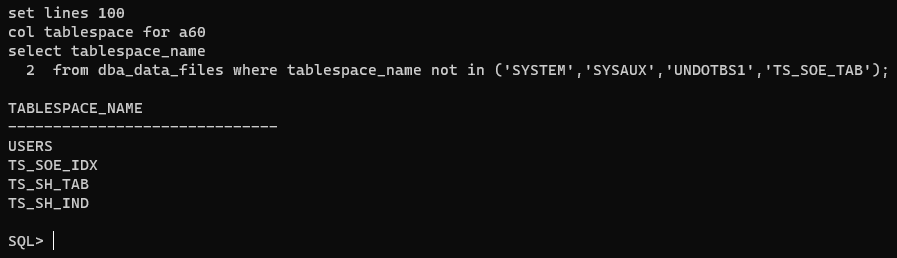 set lines 100
col tablespace for a60
select tablespace_name
  2  from dba_data_files where tablespace_name not in ('SYSTEM','SYSAUX','UNDOTBS1','TS_SOE_TAB');
TABLESPACE_NAME
------------------------------
USERS
TS_SOE_IDX
TS_SH_TAB
TS_SH_IND
SQL>